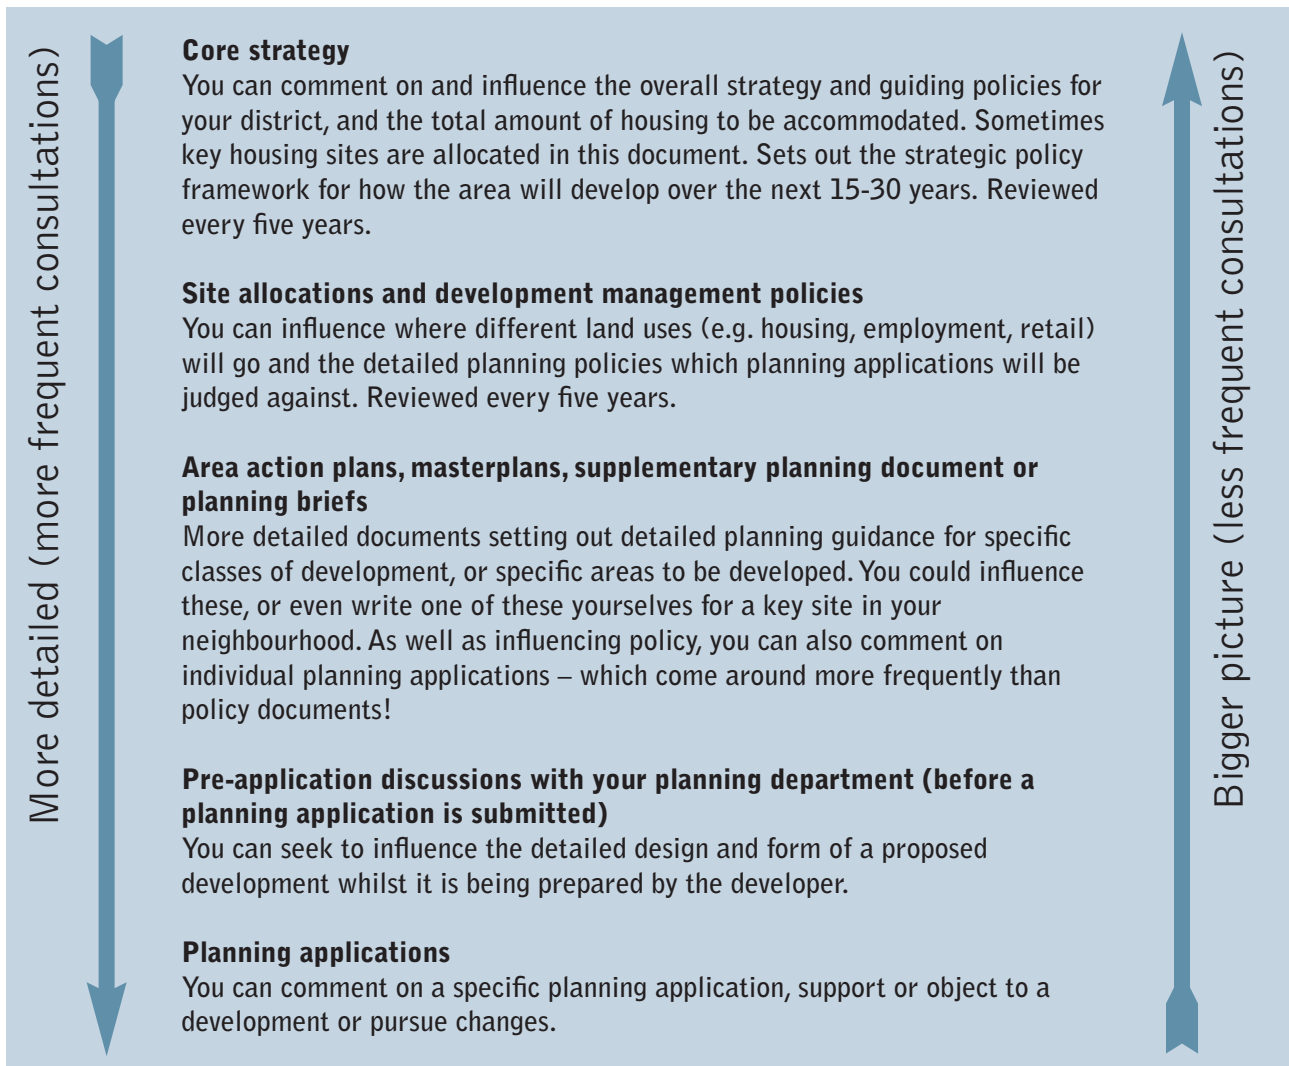 More detailed (more frequent consultations)
Core strategy
You can comment on and influence the overall strategy and guiding policies for
your district, and the total amount of housing to be accommodated. Sometimes
key housing sites are allocated in this document. Sets out the strategic policy
framework for how the area will develop over the next 15-30 years. Reviewed
every five years.
Site allocations and development management policies
You can influence where different land uses (e.g. housing, employment, retail)
will go and the detailed planning policies which planning applications will be
judged against. Reviewed every five years.
Area action plans, masterplans, supplementary planning document or
planning briefs
More detailed documents setting out detailed planning guidance for specific
classes of development, or specific areas to be developed. You could influence
these, or even write one of these yourselves for a key site in your
neighbourhood. As well as influencing policy, you can also comment on
individual planning applications – which come around more frequently than
policy documents!
Pre-application discussions with your planning department (before a
planning application is submitted)
You can seek to influence the detailed design and form of a proposed
development whilst it is being prepared by the developer.
Planning applications
You can comment on a specific planning application, support or object to a
development or pursue changes.
Bigger picture (less frequent consultations)